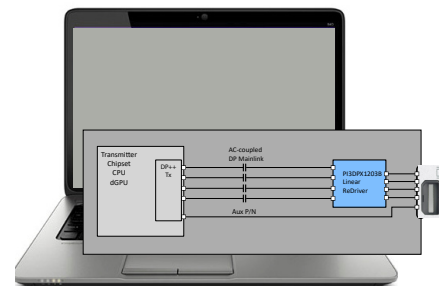 Transmitter
Chipset
CPU
dGPU
DP++
Tx
AC-coupled
DP Mainlink
PI3DPX1203B
Linear
ReDriver
Aux P/N